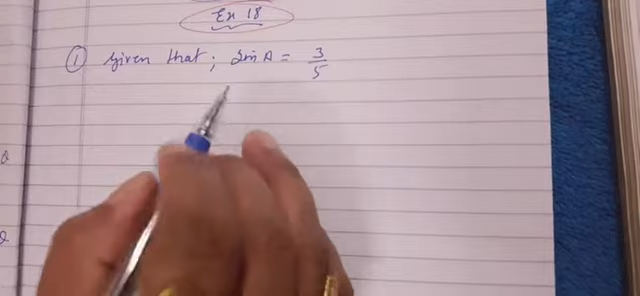 Ex 18
① Given that ; Sin A = 3/5